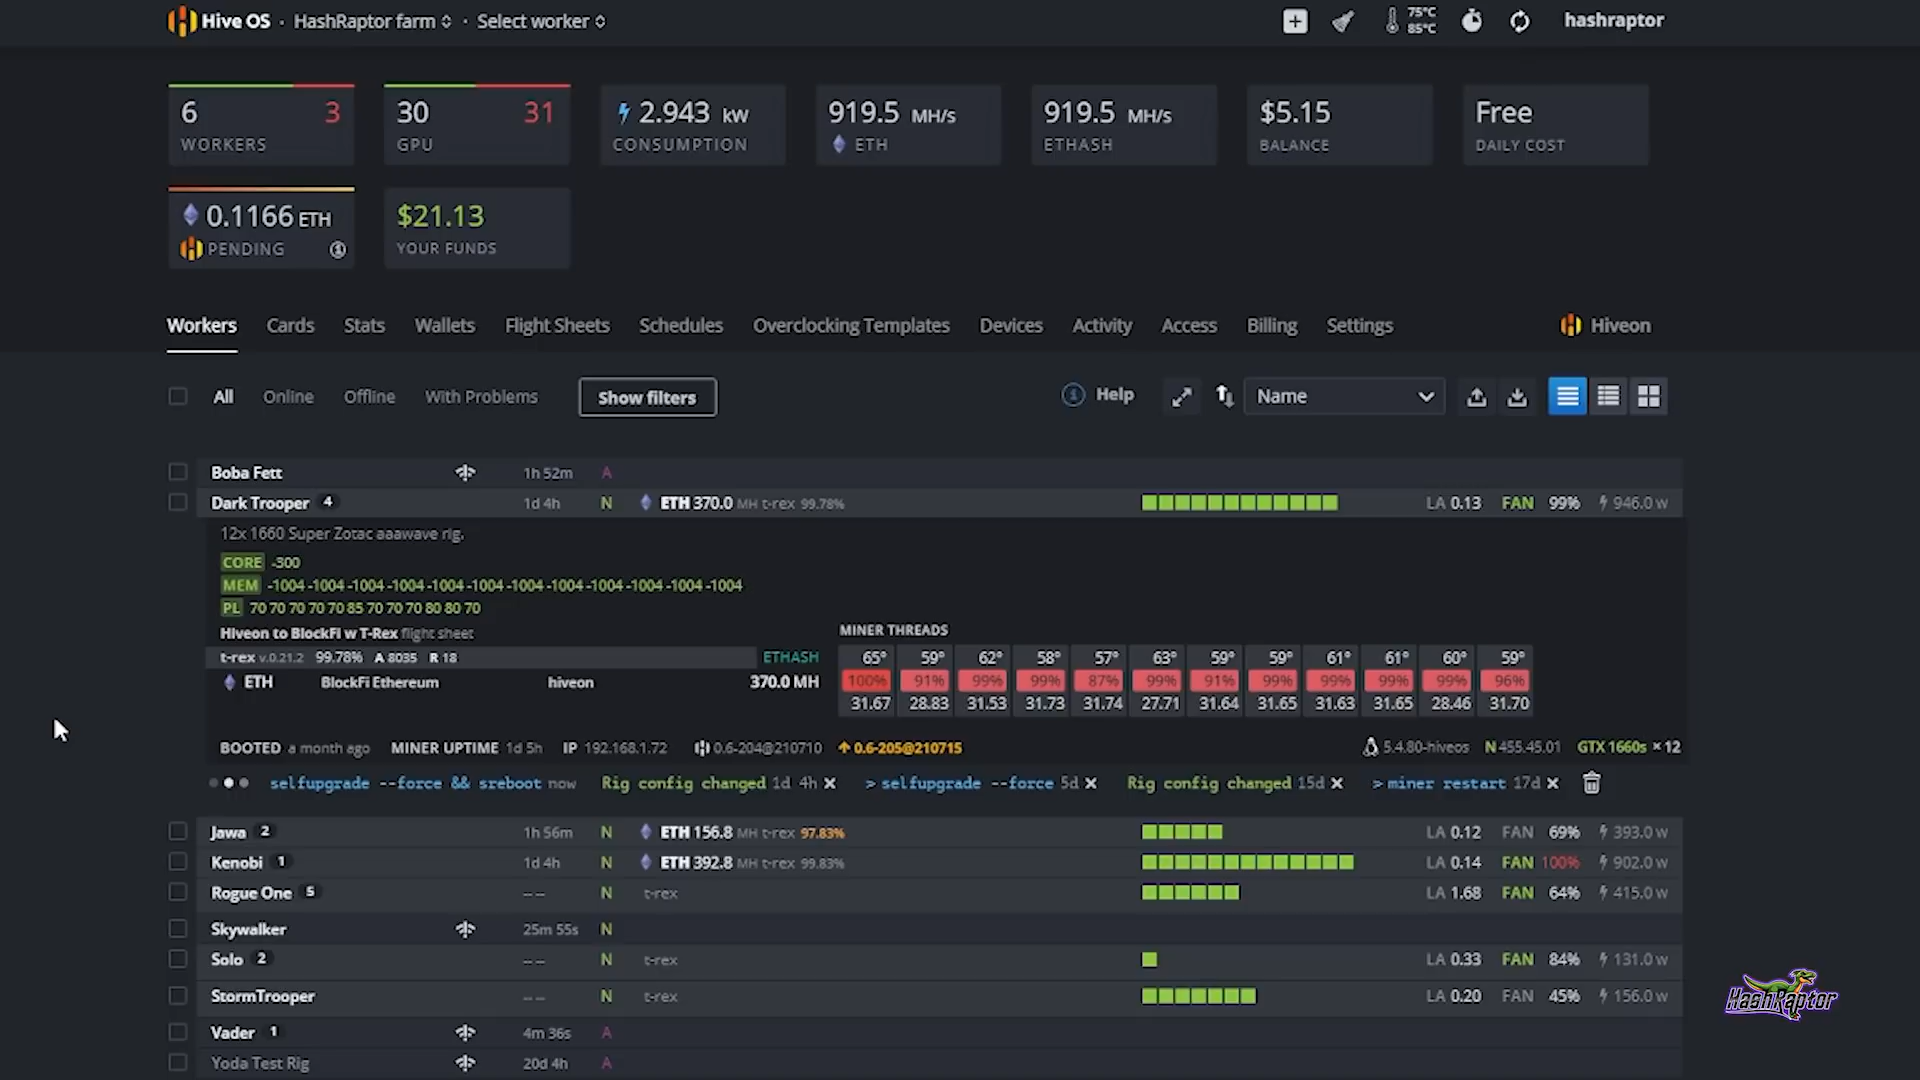 Hive OS · HashRaptor farm · Select worker
75°C
85°C
hashraptor
6 3
WORKERS
30 31
GPU
2.943 kW
CONSUMPTION
919.5 MH/s
ETH
919.5 MH/s
ETHASH
$5.15
BALANCE
Free
DAILY COST
0.1166 ETH
PENDING
$21.13
YOUR FUNDS
Workers Cards Stats Wallets Flight Sheets Schedules Overclocking Templates Devices Activity Access Billing Settings Hiveon
All Online Offline With Problems Show filters Help Name
Boba Fett 1h 52m A
Dark Trooper 4 1d 4h N ETH 370.0 MH t-rex 99.78% LA 0.13 FAN 99% 946.0 w
12x 1660 Super Zotac aaawave rig.
CORE -300
MEM -1004 -1004 -1004 -1004 -1004 -1004 -1004 -1004 -1004 -1004 -1004 -1004
PL 70 70 70 70 70 85 70 70 70 80 80 70
Hiveon to BlockFi w T-Rex flight sheet
t-rex v.0.21.2 99.78% A 8035 R 18 ETHASH
ETH BlockFi Ethereum hiveon 370.0 MH
MINER THREADS
65° 59° 62° 58° 57° 63° 59° 59° 61° 61° 60° 59°
100% 91% 99% 99% 87% 99% 91% 99% 99% 99% 99% 96%
31.67 28.83 31.53 31.73 31.74 27.71 31.64 31.65 31.63 31.65 28.46 31.70
BOOTED a month ago MINER UPTIME 1d 5h IP 192.168.1.72 0.6-204@210710 0.6-205@210715 5.4.80-hiveos N 455.45.01 GTX 1660s × 12
selfupgrade --force && sreboot now Rig config changed 1d 4h × > selfupgrade --force 5d × Rig config changed 15d × > miner restart 17d ×
Jawa 2 1h 56m N ETH 156.8 MH t-rex 97.83% LA 0.12 FAN 69% 393.0 w
Kenobi 1 1d 4h N ETH 392.8 MH t-rex 99.83% LA 0.14 FAN 100% 902.0 w
Rogue One 5 -- N t-rex LA 1.68 FAN 64% 415.0 w
Skywalker 25m 55s N
Solo 2 -- N t-rex LA 0.33 FAN 84% 131.0 w
StormTrooper -- N t-rex LA 0.20 FAN 45% 156.0 w
Vader 1 4m 36s A
Yoda Test Rig 20d 4h A
HashRaptor